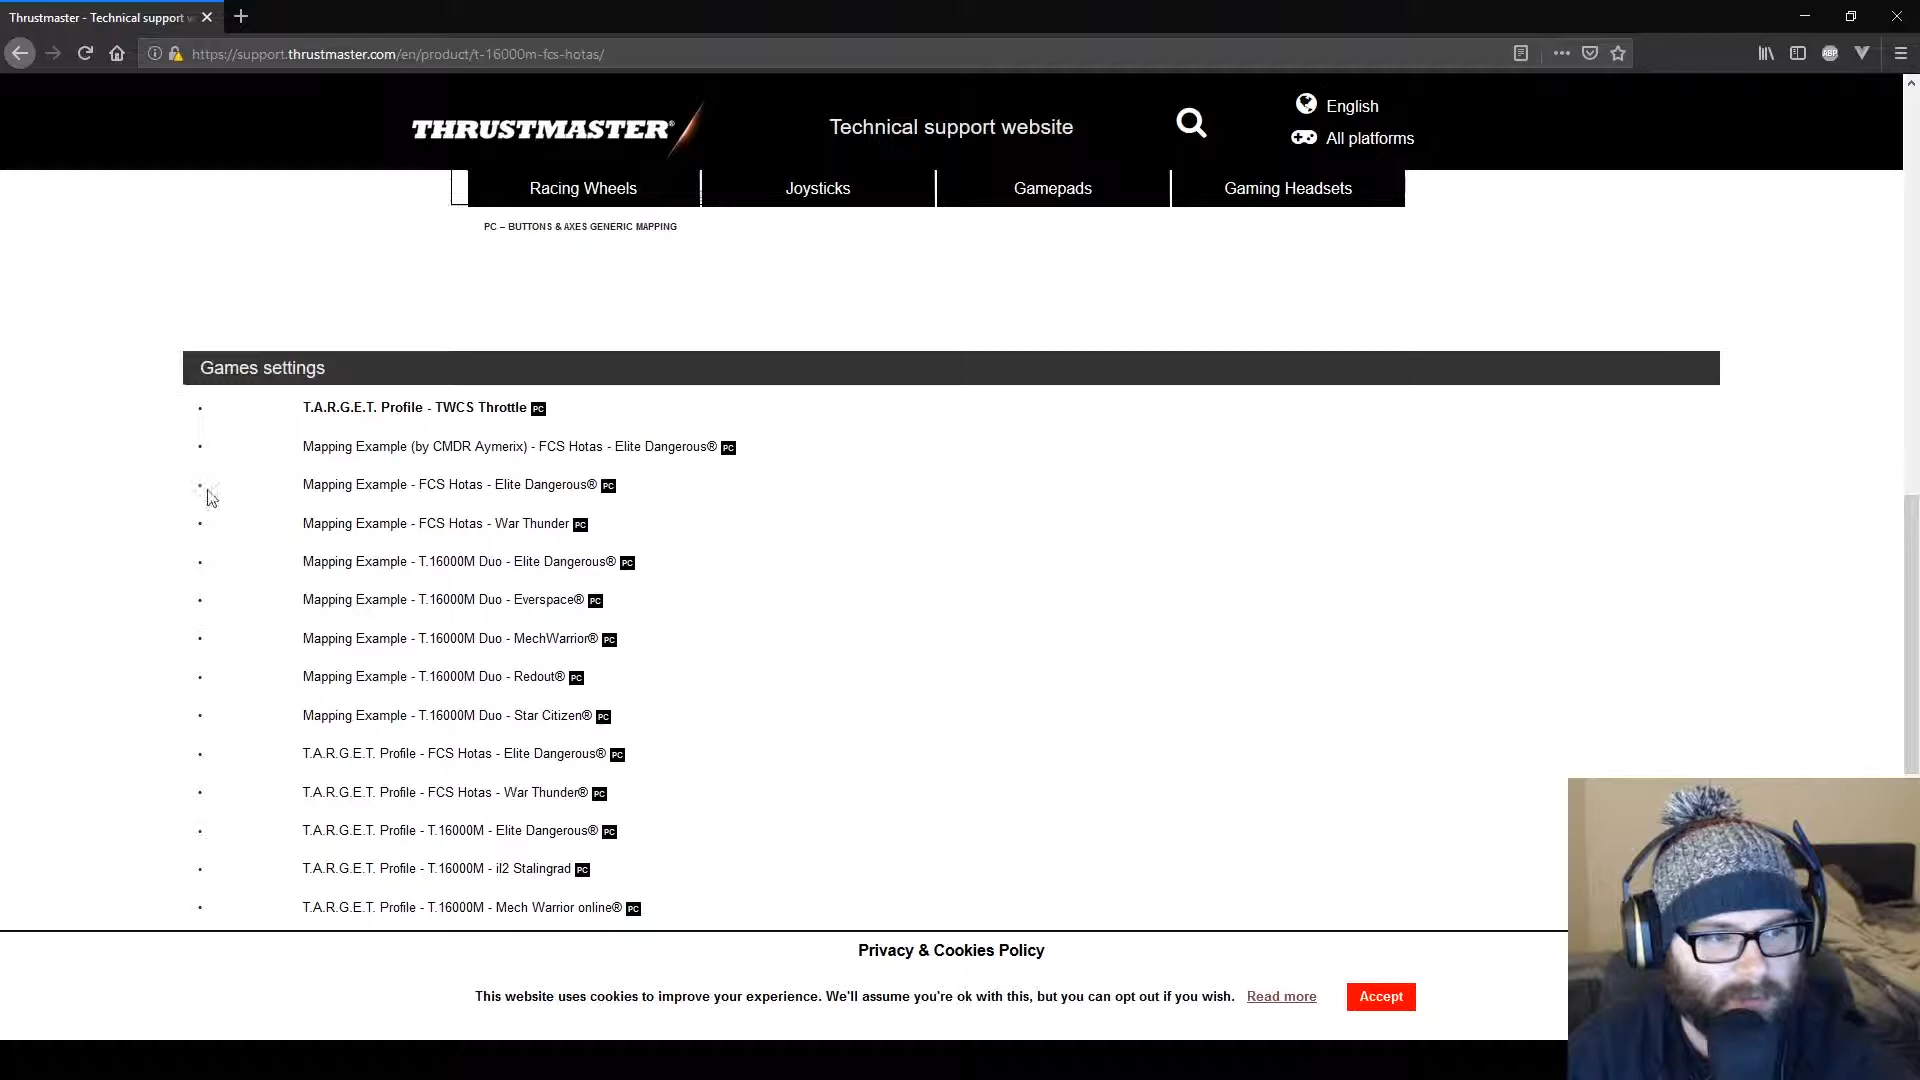 Thrustmaster - Technical support w
https://support.thrustmaster.com/en/product/t-16000m-fcs-hotas/
ABP
THRUSTMASTER®
Technical support website
English
All platforms
Racing Wheels
Joysticks
Gamepads
Gaming Headsets
PC – BUTTONS & AXES GENERIC MAPPING
Games settings
T.A.R.G.E.T. Profile - TWCS Throttle PC
Mapping Example (by CMDR Aymerix) - FCS Hotas - Elite Dangerous® PC
Mapping Example - FCS Hotas - Elite Dangerous® PC
Mapping Example - FCS Hotas - War Thunder PC
Mapping Example - T.16000M Duo - Elite Dangerous® PC
Mapping Example - T.16000M Duo - Everspace® PC
Mapping Example - T.16000M Duo - MechWarrior® PC
Mapping Example - T.16000M Duo - Redout® PC
Mapping Example - T.16000M Duo - Star Citizen® PC
T.A.R.G.E.T. Profile - FCS Hotas - Elite Dangerous® PC
T.A.R.G.E.T. Profile - FCS Hotas - War Thunder® PC
T.A.R.G.E.T. Profile - T.16000M - Elite Dangerous® PC
T.A.R.G.E.T. Profile - T.16000M - il2 Stalingrad PC
T.A.R.G.E.T. Profile - T.16000M - Mech Warrior online® PC
Privacy & Cookies Policy
This website uses cookies to improve your experience. We'll assume you're ok with this, but you can opt out if you wish. Read more Accept